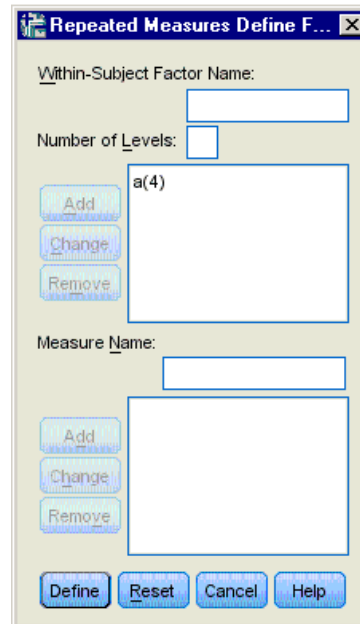 Repeated Measures Define F...
Within-Subject Factor Name:
Number of Levels:
a(4)
Add
Change
Remove
Measure Name:
Add
Change
Remove
Define Reset Cancel Help